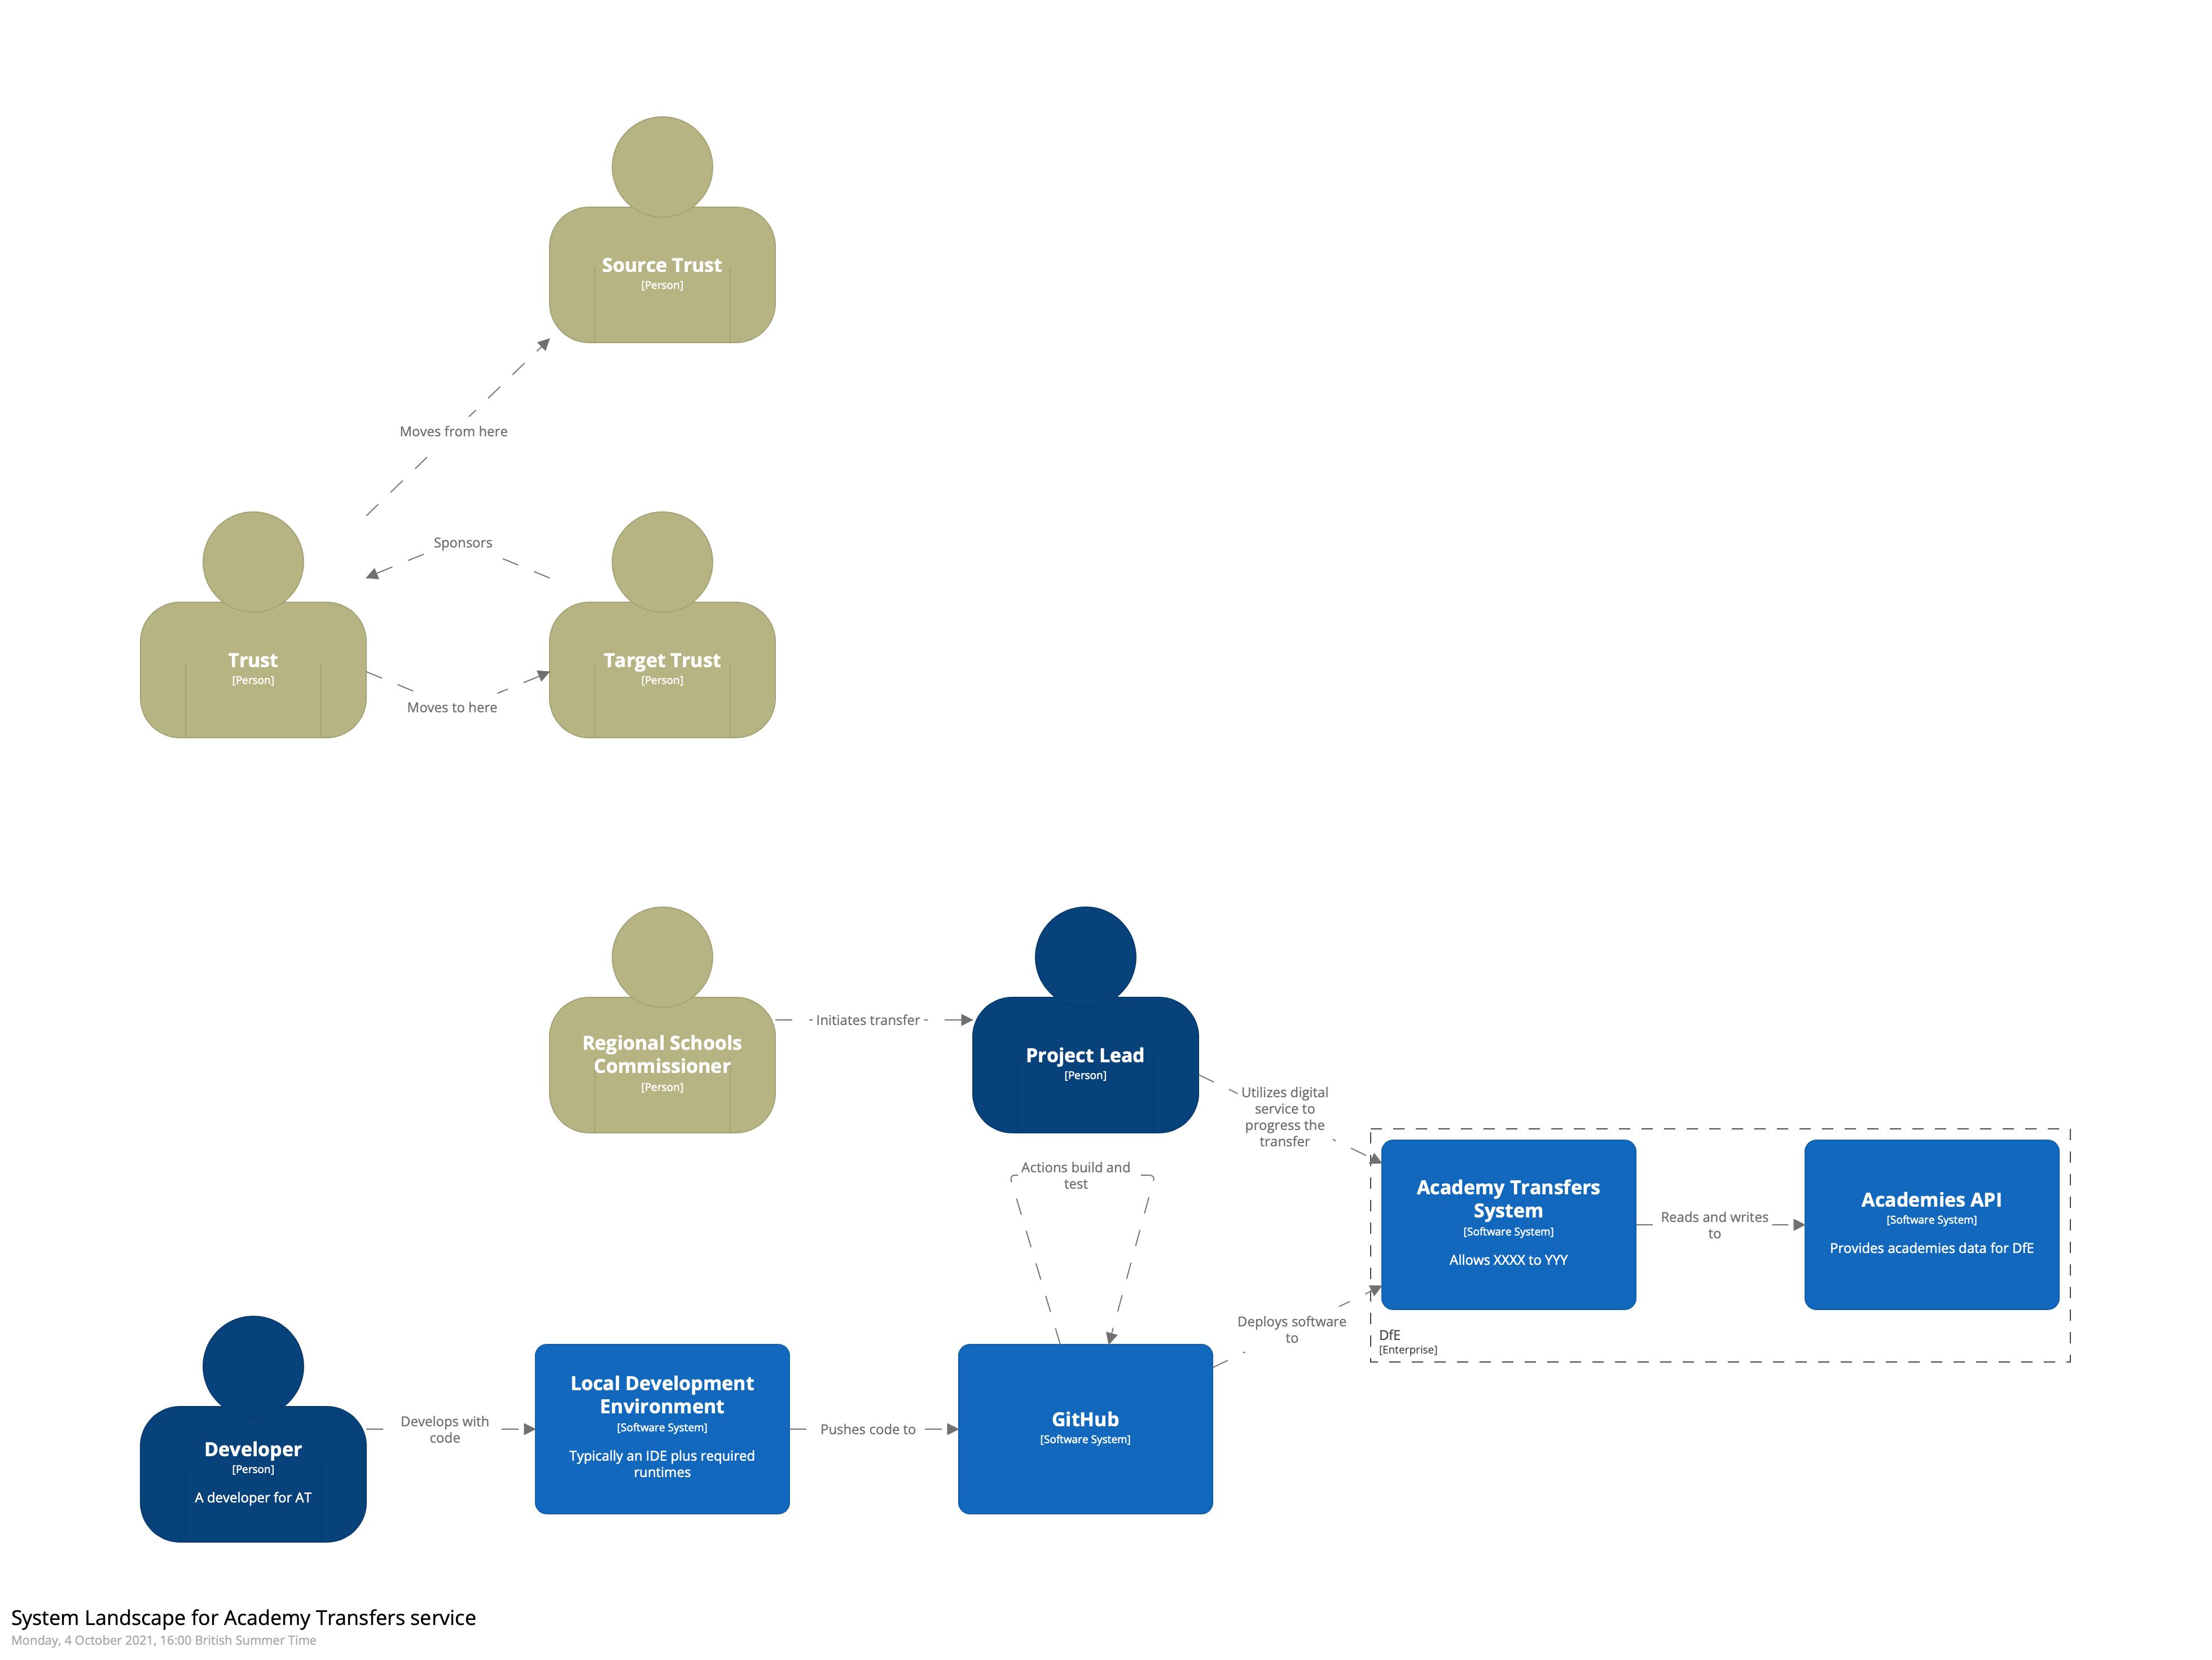 Source Trust
[Person]
Moves from here
Sponsors
Trust
[Person]
Target Trust
[Person]
Moves to here
Regional Schools
Commissioner
[Person]
Initiates transfer
Project Lead
[Person]
Utilizes digital
service to
progress the
transfer
Actions build and
test
Academy Transfers
System
[Software System]
Allows XXXX to YYY
Reads and writes
to
Academies API
[Software System]
Provides academies data for DfE
DfE
[Enterprise]
Deploys software
to
Developer
[Person]
A developer for AT
Develops with
code
Local Development
Environment
[Software System]
Typically an IDE plus required
runtimes
Pushes code to
GitHub
[Software System]
System Landscape for Academy Transfers service
Monday, 4 October 2021, 16:00 British Summer Time